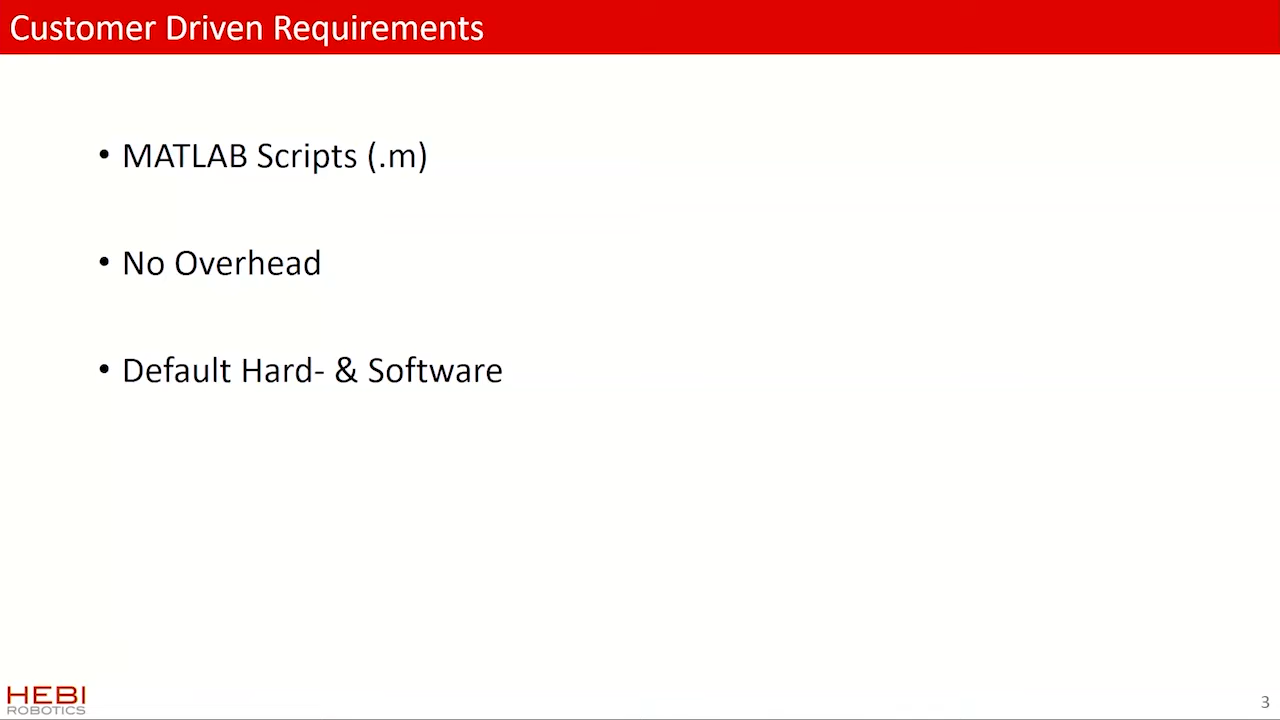 Customer Driven Requirements
• MATLAB Scripts (.m)
• No Overhead
• Default Hard- & Software
HEBI
ROBOTICS
3